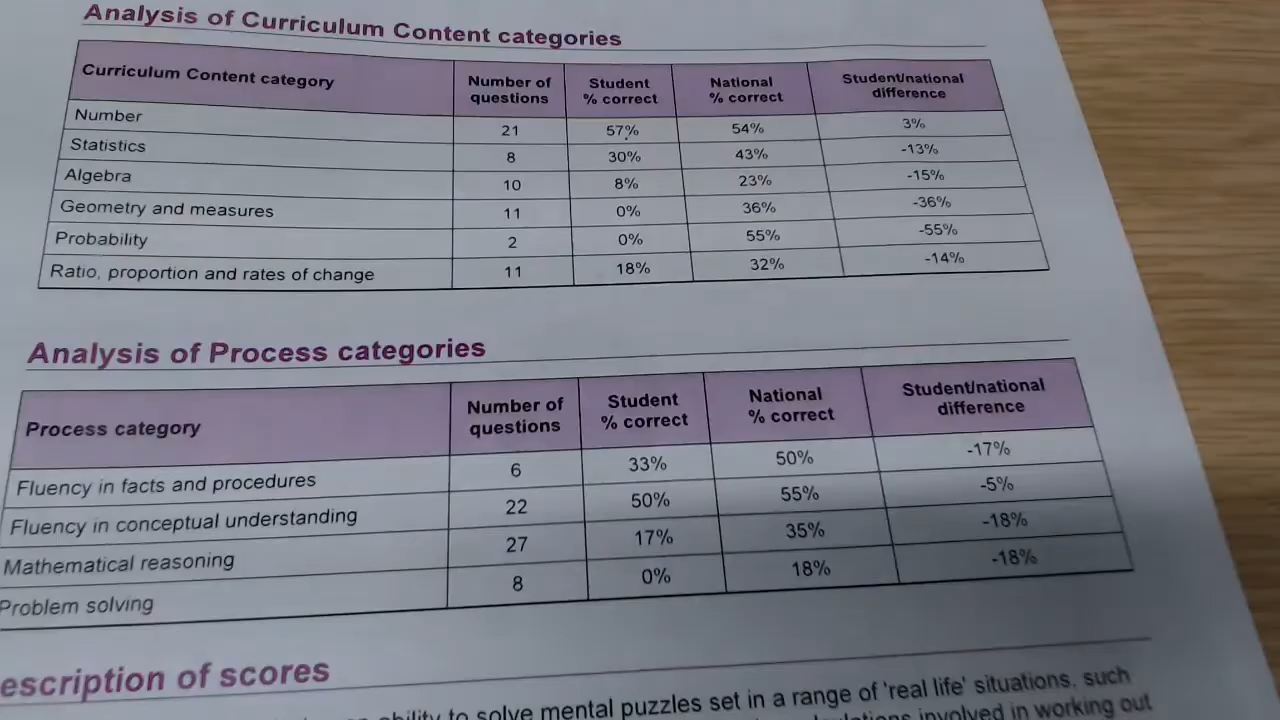 Analysis of Curriculum Content categories
Curriculum Content category Number of questions Student % correct National % correct Student/national difference
Number 21 57% 54% 3%
Statistics 8 30% 43% -13%
Algebra 10 8% 23% -15%
Geometry and measures 11 0% 36% -36%
Probability 2 0% 55% -55%
Ratio, proportion and rates of change 11 18% 32% -14%
Analysis of Process categories
Process category Number of questions Student % correct National % correct Student/national difference
Fluency in facts and procedures 6 33% 50% -17%
Fluency in conceptual understanding 22 50% 55% -5%
Mathematical reasoning 27 17% 35% -18%
Problem solving 8 0% 18% -18%
escription of scores
ability to solve mental puzzles set in a range of 'real life' situations, such
involved in working out